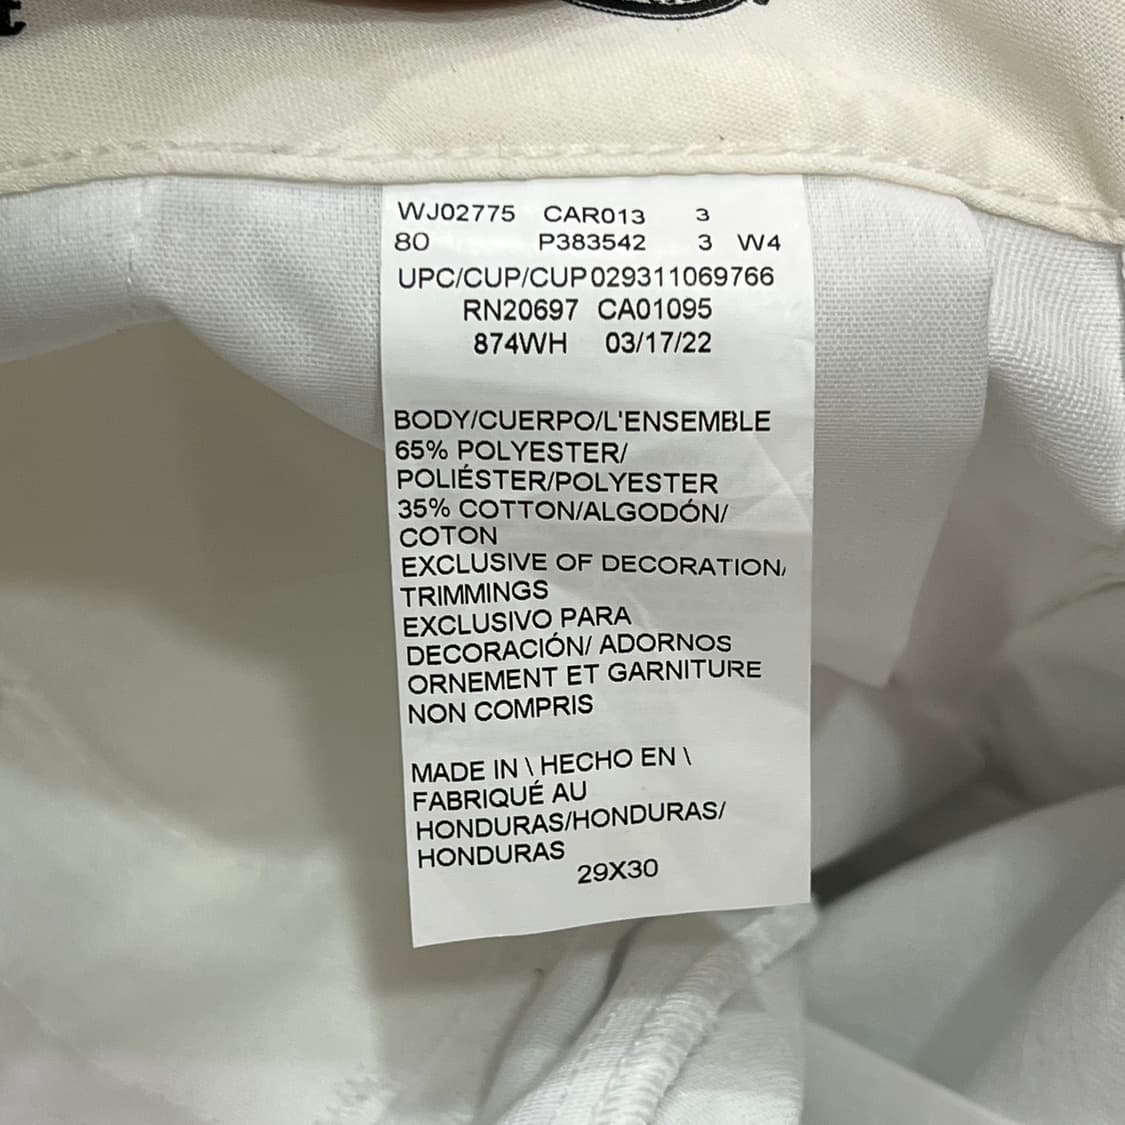 WJ02775 CAR013 3
80 P383542 3 W4
UPC/CUP/CUP029311069766
RN20697 CA01095
874WH 03/17/22
BODY/CUERPO/L'ENSEMBLE
65% POLYESTER/
POLIÉSTER/POLYESTER
35% COTTON/ALGODÓN/
COTON
EXCLUSIVE OF DECORATION/
TRIMMINGS
EXCLUSIVO PARA
DECORACIÓN/ ADORNOS
ORNEMENT ET GARNITURE
NON COMPRIS
MADE IN \ HECHO EN \
FABRIQUÉ AU
HONDURAS/HONDURAS/
HONDURAS
29X30